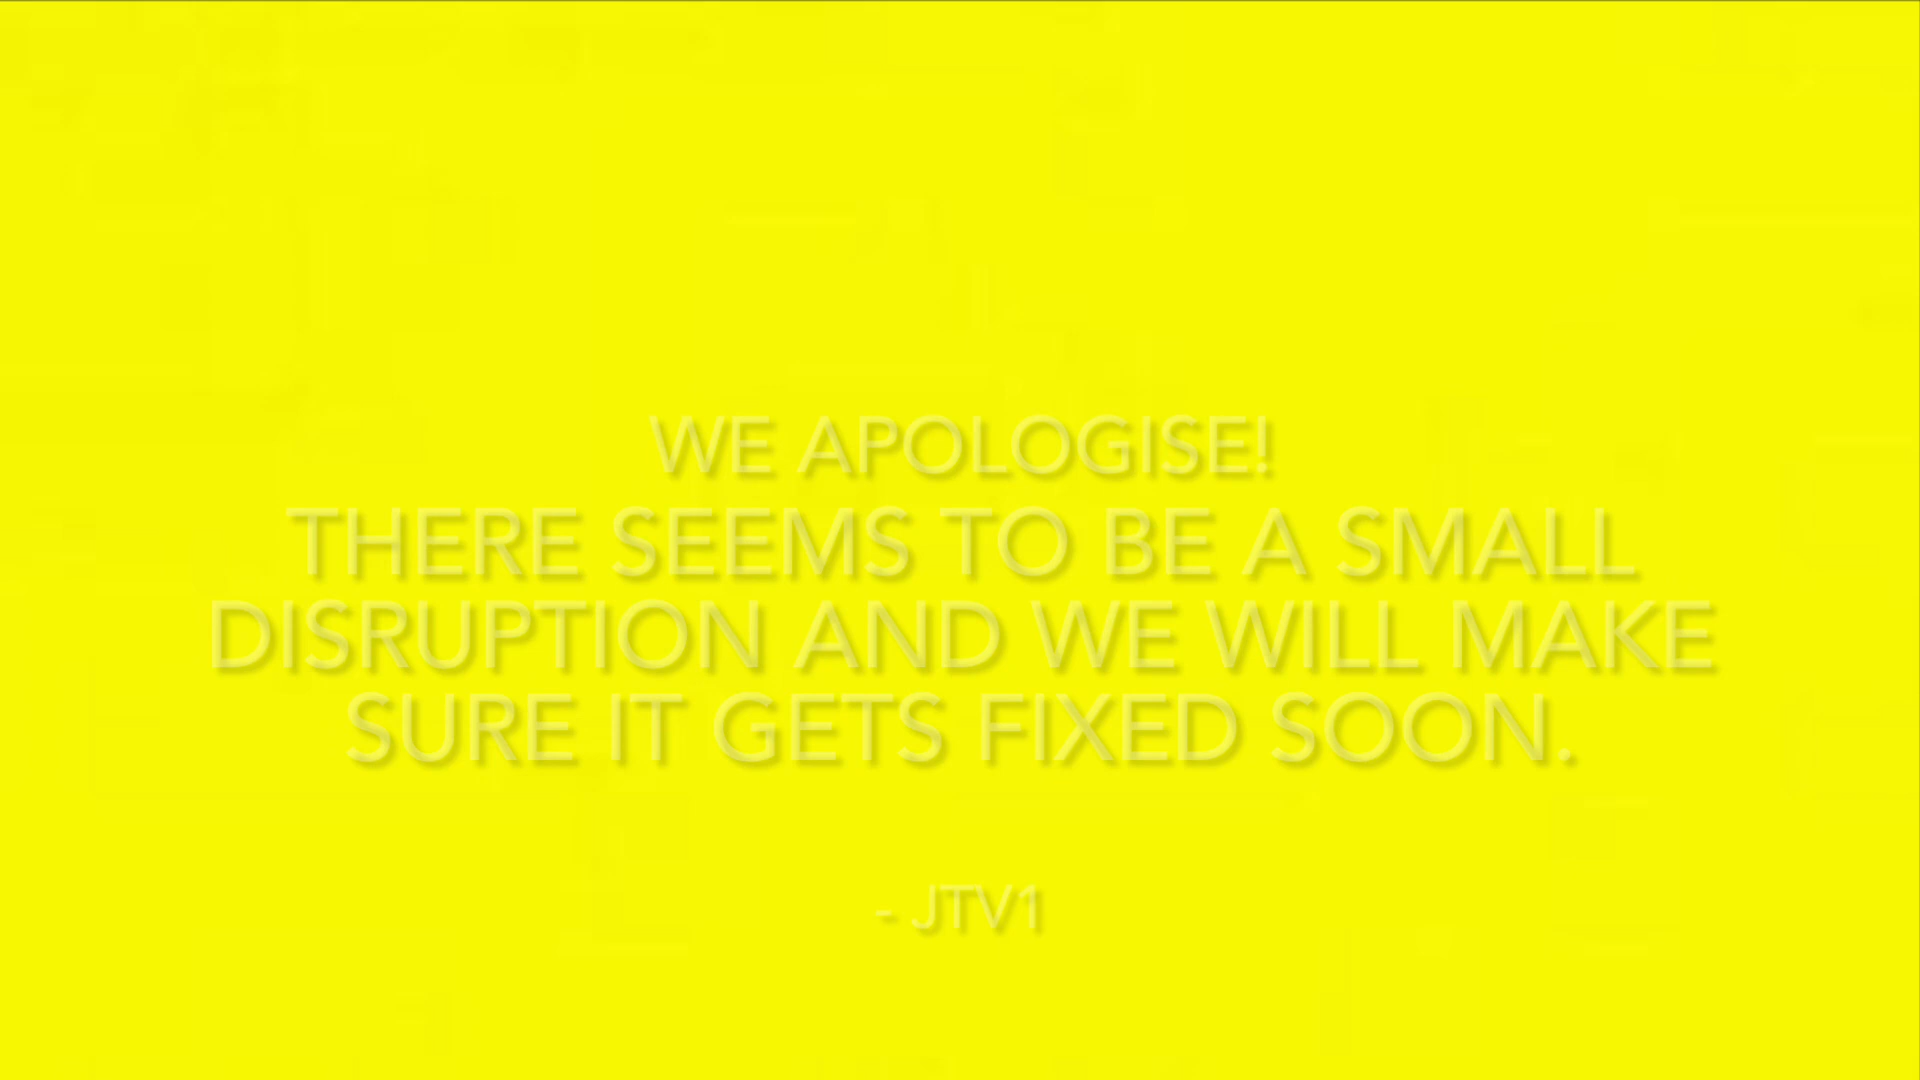 WE APOLOGISE!
THERE SEEMS TO BE A SMALL
DISRUPTION AND WE WILL MAKE
SURE IT GETS FIXED SOON.
- JTV1